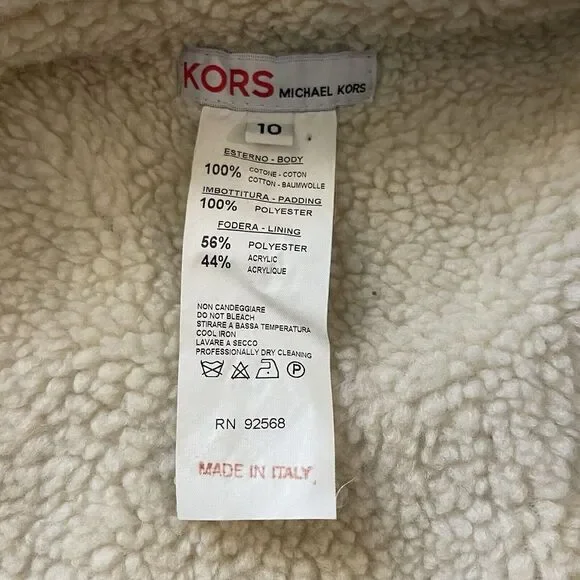 KORS MICHAEL KORS
10
ESTERNO - BODY
100% COTONE - COTON
COTTON - BAUMWOLLE
IMBOTTITURA - PADDING
100% POLYESTER
FODERA - LINING
56% POLYESTER
44% ACRYLIC
ACRYLIQUE
NON CANDEGGIARE
DO NOT BLEACH
STIRARE A BASSA TEMPERATURA
COOL IRON
LAVARE A SECCO
PROFESSIONALLY DRY CLEANING
P
RN 92568
MADE IN ITALY